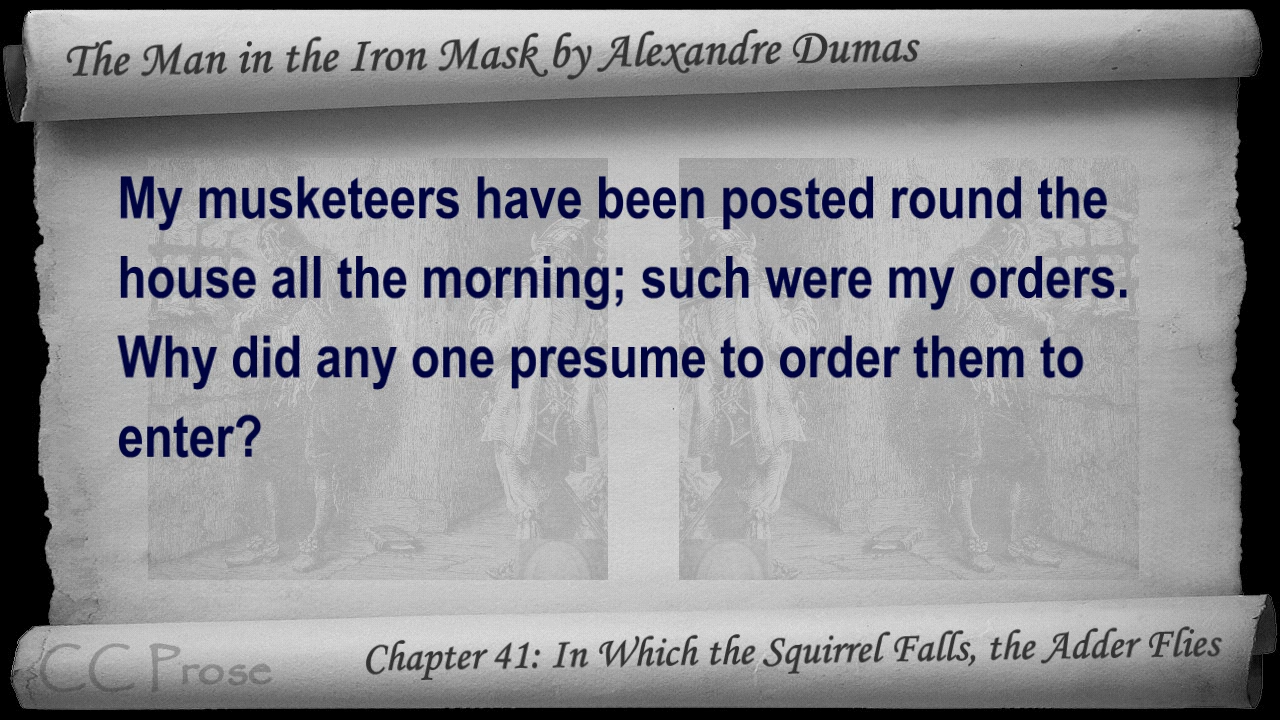 The Man in the Iron Mask by Alexandre Dumas
My musketeers have been posted round the
house all the morning; such were my orders.
Why did any one presume to order them to
enter?
CC Prose
Chapter 41: In Which the Squirrel Falls, the Adder Flies